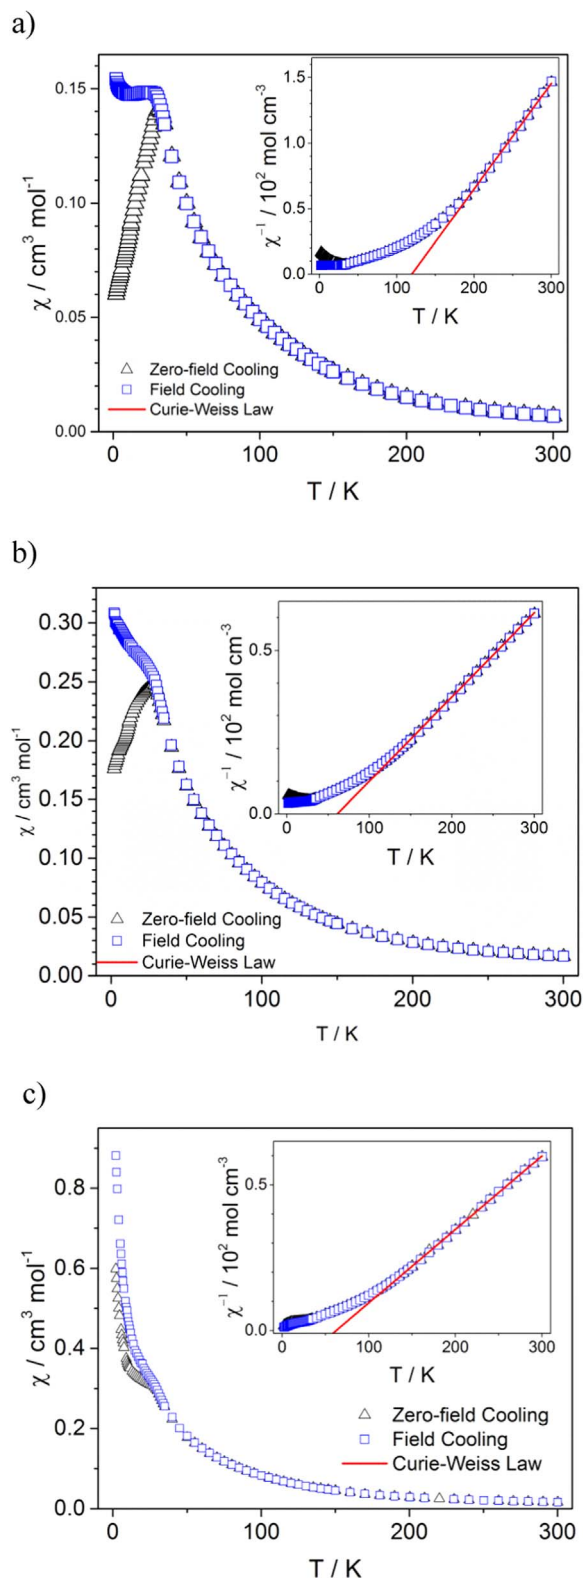 a)
χ / cm³ mol⁻¹
0.15
0.10
0.05
0.00
0
100
200
300
T / K
Zero-field Cooling
Field Cooling
Curie-Weiss Law
χ⁻¹ / 10² mol cm⁻³
1.5
1.0
0.5
0.0
0
100
200
300
T / K
b)
χ / cm³ mol⁻¹
0.30
0.25
0.20
0.15
0.10
0.05
0.00
0
100
200
300
T / K
Zero-field Cooling
Field Cooling
Curie-Weiss Law
χ⁻¹ / 10² mol cm⁻³
0.5
0.0
0
100
200
300
T / K
c)
χ / cm³ mol⁻¹
0.8
0.6
0.4
0.2
0.0
0
100
200
300
T / K
χ⁻¹ / 10² mol cm⁻³
0.5
0.0
0
100
200
300
T / K
Zero-field Cooling
Field Cooling
Curie-Weiss Law